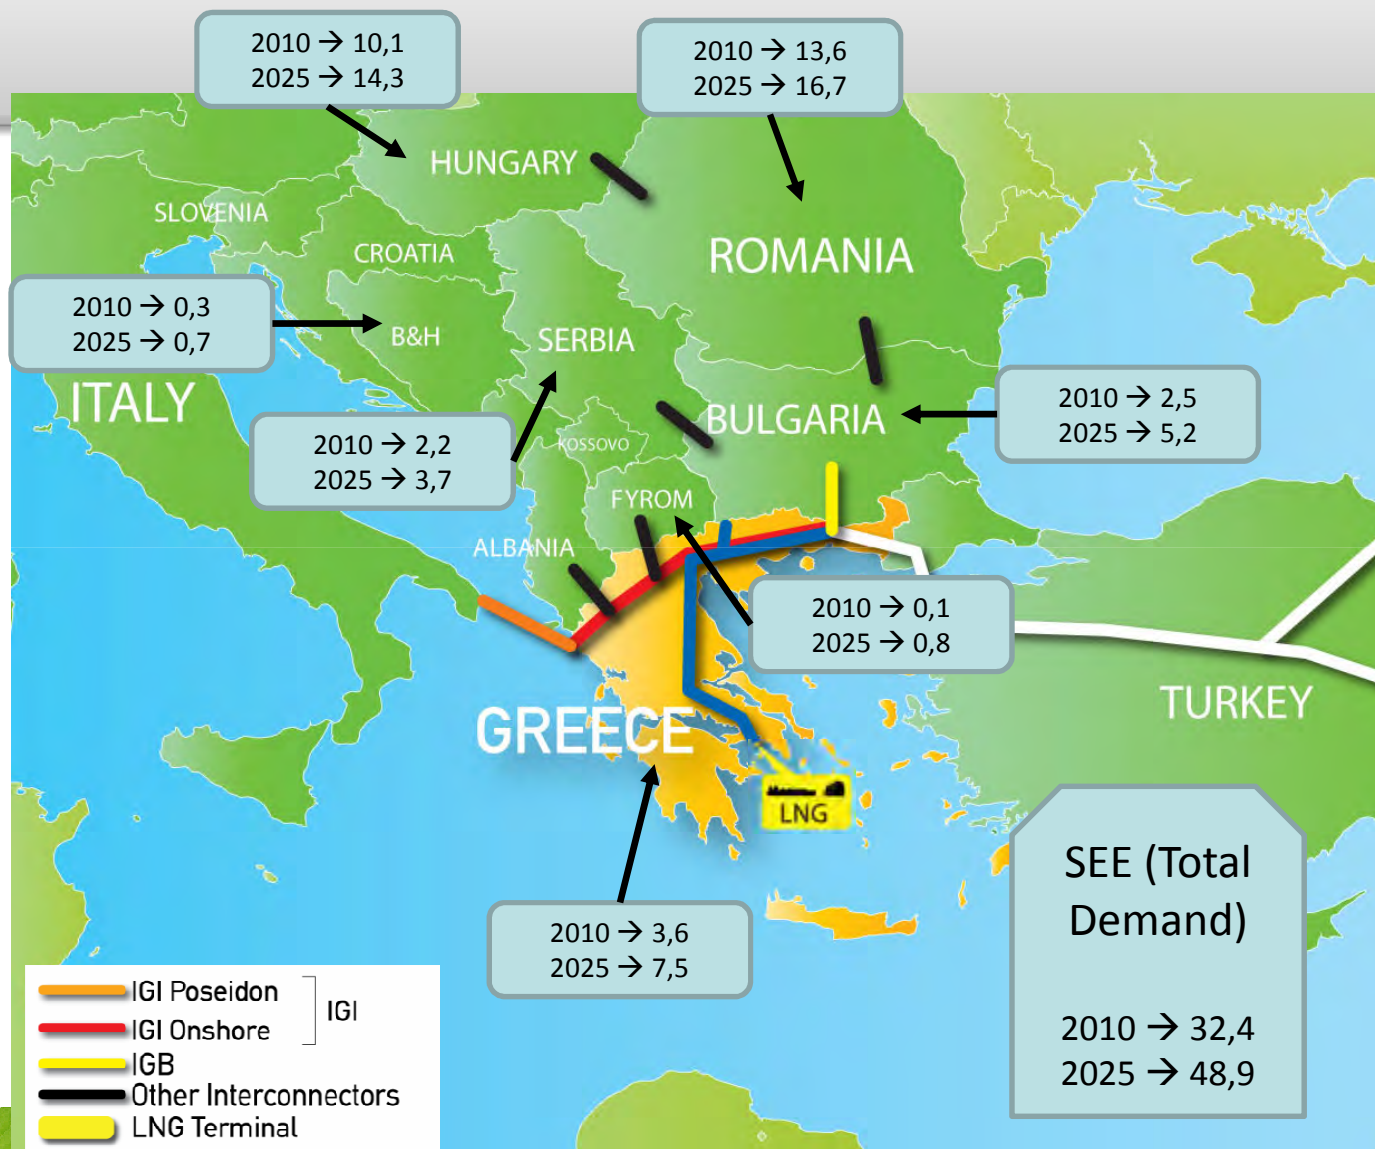 2010 → 10,1
2025 → 14,3
2010 → 13,6
2025 → 16,7
HUNGARY
SLOVENIA
CROATIA
ROMANIA
2010 → 0,3
2025 → 0,7
B&H
SERBIA
ITALY
2010 → 2,5
2025 → 5,2
BULGARIA
2010 → 2,2
2025 → 3,7
KOSSOVO
FYROM
ALBANIA
2010 → 0,1
2025 → 0,8
TURKEY
GREECE
LNG
SEE (Total
Demand)
2010 → 32,4
2025 → 48,9
2010 → 3,6
2025 → 7,5
IGI Poseidon
IGI Onshore
IGI
IGB
Other Interconnectors
LNG Terminal